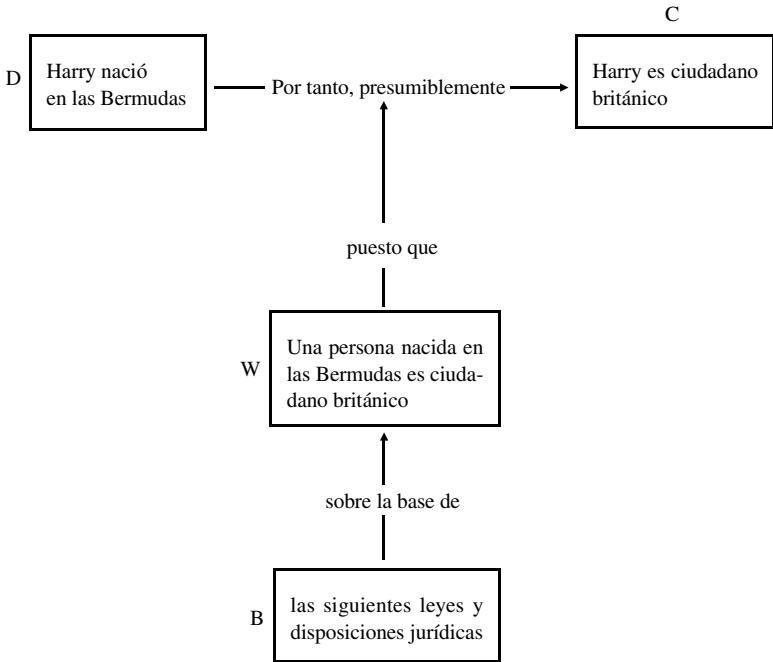 C
D
Harry nació
en las Bermudas
Por tanto, presumiblemente
Harry es ciudadano
británico
puesto que
W
Una persona nacida en
las Bermudas es ciuda-
dano británico
sobre la base de
B
las siguientes leyes y
disposiciones jurídicas